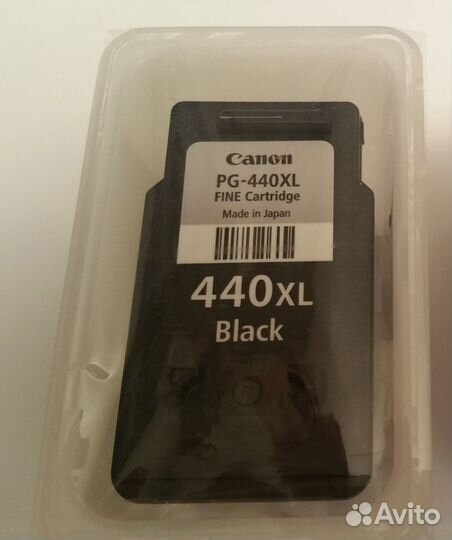 Canon
PG-440XL
FINE Cartridge
Made in Japan
440XL
Black
Avito